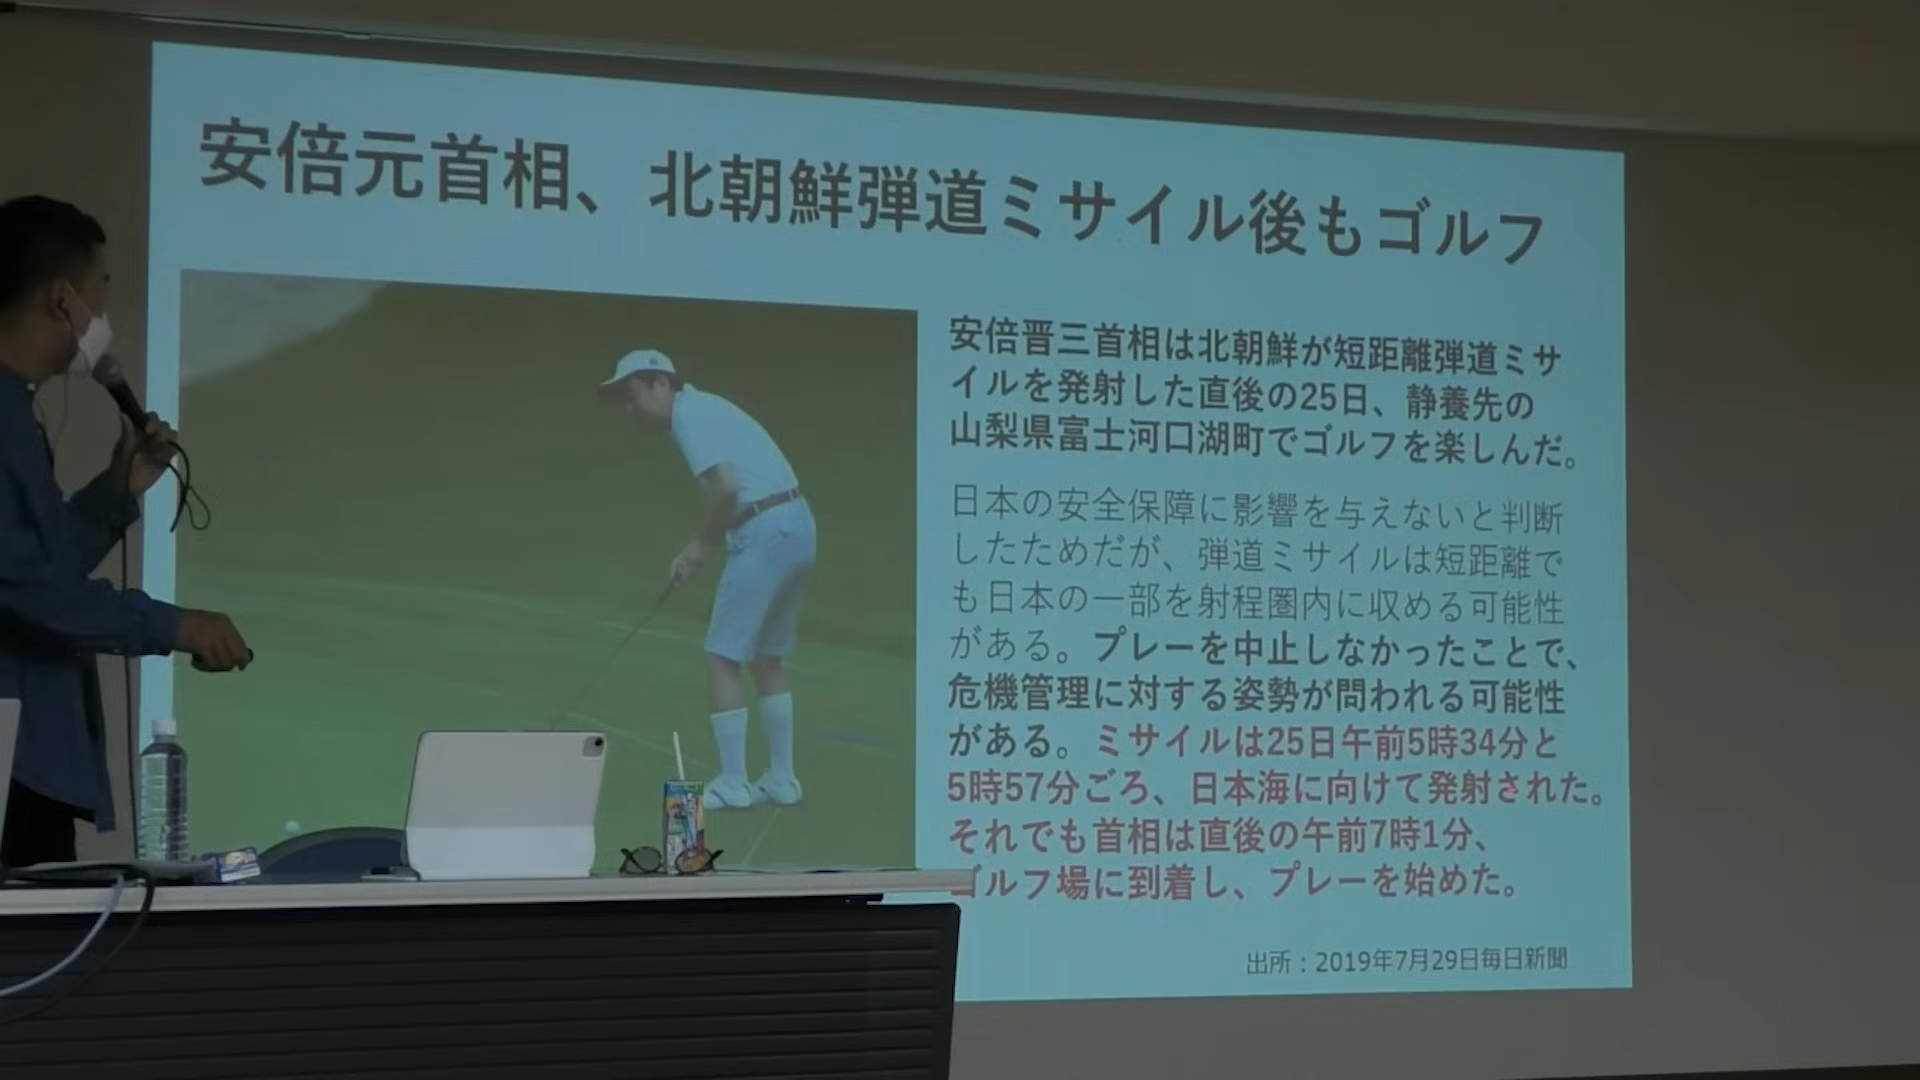 安倍元首相、北朝鮮弾道ミサイル後もゴルフ
安倍晋三首相は北朝鮮が短距離弾道ミサ
イルを発射した直後の25日、静養先の
山梨県富士河口湖町でゴルフを楽しんだ。
日本の安全保障に影響を与えないと判断
したためだが、弾道ミサイルは短距離で
も日本の一部を射程圏内に収める可能性
がある。プレーを中止しなかったことで、
危機管理に対する姿勢が問われる可能性
がある。ミサイルは25日午前5時34分と
5時57分ごろ、日本海に向けて発射された。
それでも首相は直後の午前7時1分、
ゴルフ場に到着し、プレーを始めた。
出所：2019年7月29日毎日新聞